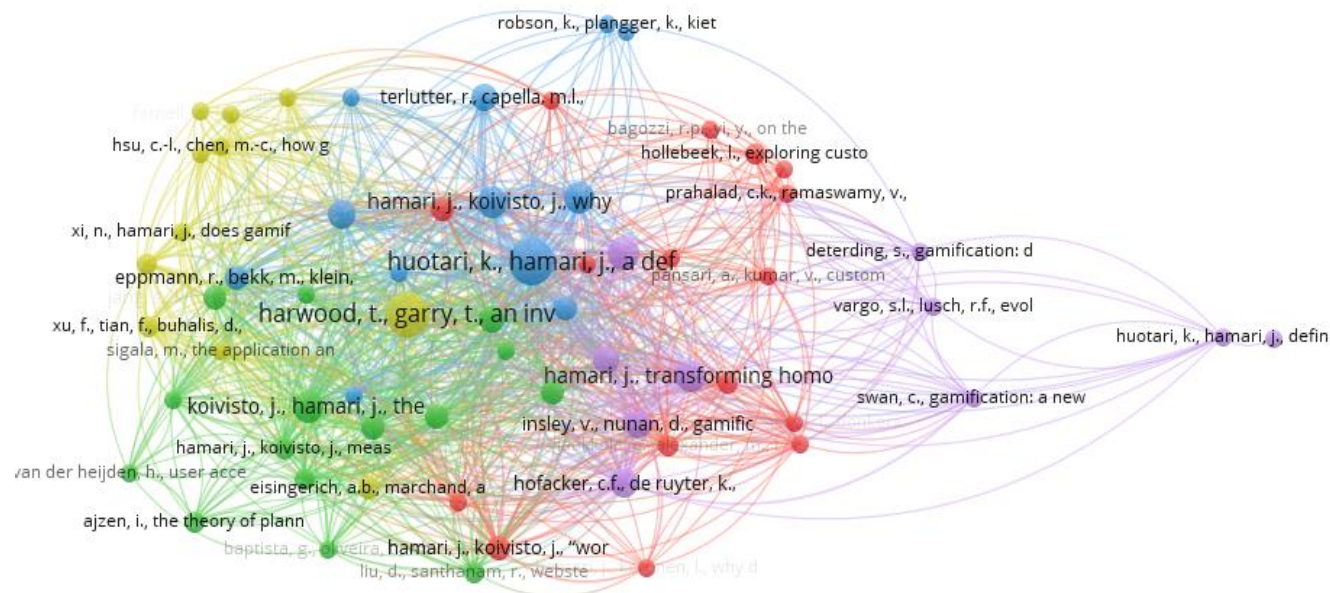 robson, k., plangger, k., kiet
terlutter, r., capella, m.l.,
bagozzi, r.p., yi, y., on the
hsu, c.-l., chen, m.-c., how g
hollebeek, l., exploring custo
hamari, j., koivisto, j., why
prahalad, c.k., ramaswamy, v.,
xi, n., hamari, j., does gamif
deterding, s., gamification: d
huotari, k., hamari, j., a def
eppmann, r., bekk, m., klein,
pansari, a., kumar, v., custom
harwood, t., garry, t., an inv
vargo, s.l., lusch, r.f., evol
xu, f., tian, f., buhalis, d.,
huotari, k., hamari, j., defin
sigala, m., the application an
hamari, j., transforming homo
koivisto, j., hamari, j., the
swan, c., gamification: a new
insley, v., nunan, d., gamific
hamari, j., koivisto, j., meas
van der heijden, h., user acce
eisingerich, a.b., marchand, a
hofacker, c.f., de ruyter, k.,
ajzen, i., the theory of plann
baptista, g., oliveira,
hamari, j., koivisto, j., “wor
liu, d., santhanam, r., webste